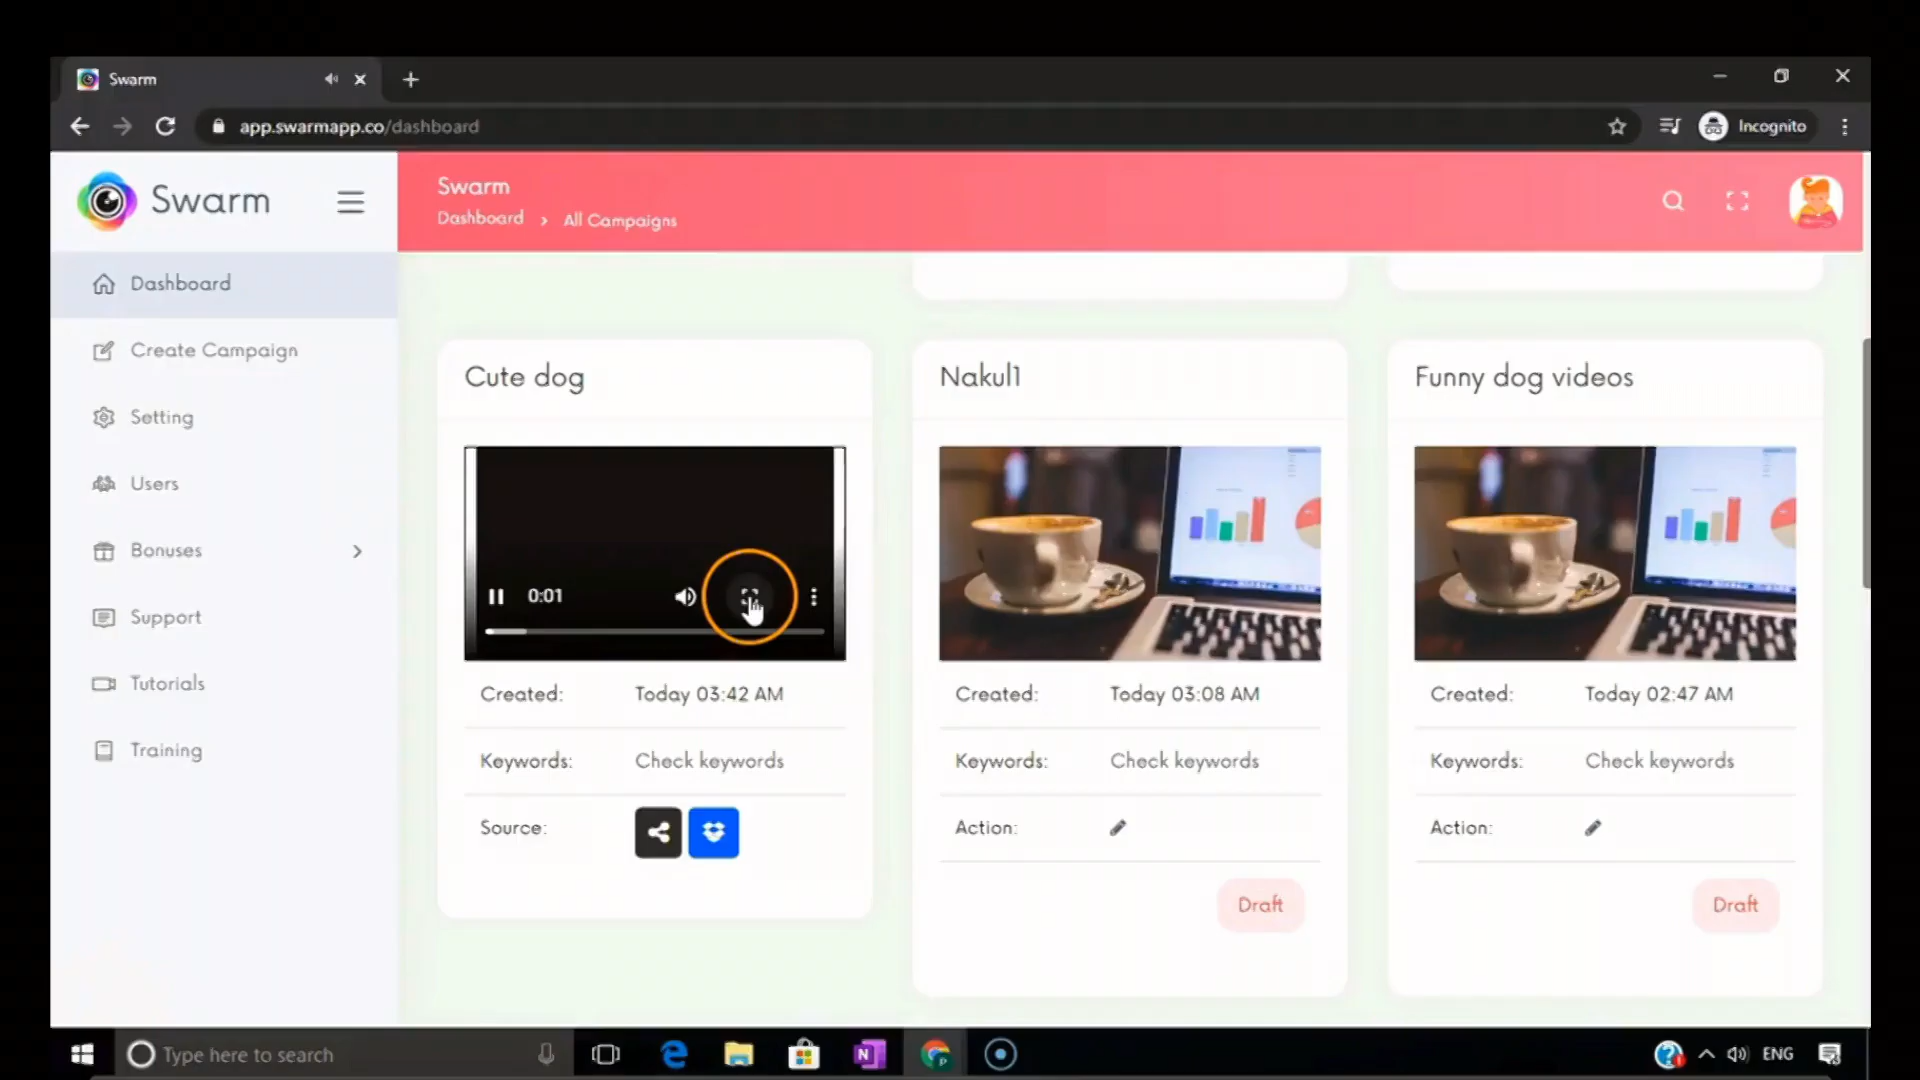 Swarm
app.swarmapp.co/dashboard
Incognito
Swarm
Swarm
Dashboard > All Campaigns
Dashboard
Create Campaign
Setting
Users
Bonuses
Support
Tutorials
Training
Cute dog
0:01
Created: Today 03:42 AM
Keywords: Check keywords
Source:
Nakul1
Created: Today 03:08 AM
Keywords: Check keywords
Action:
Draft
Funny dog videos
Created: Today 02:47 AM
Keywords: Check keywords
Action:
Draft
Type here to search
ENG